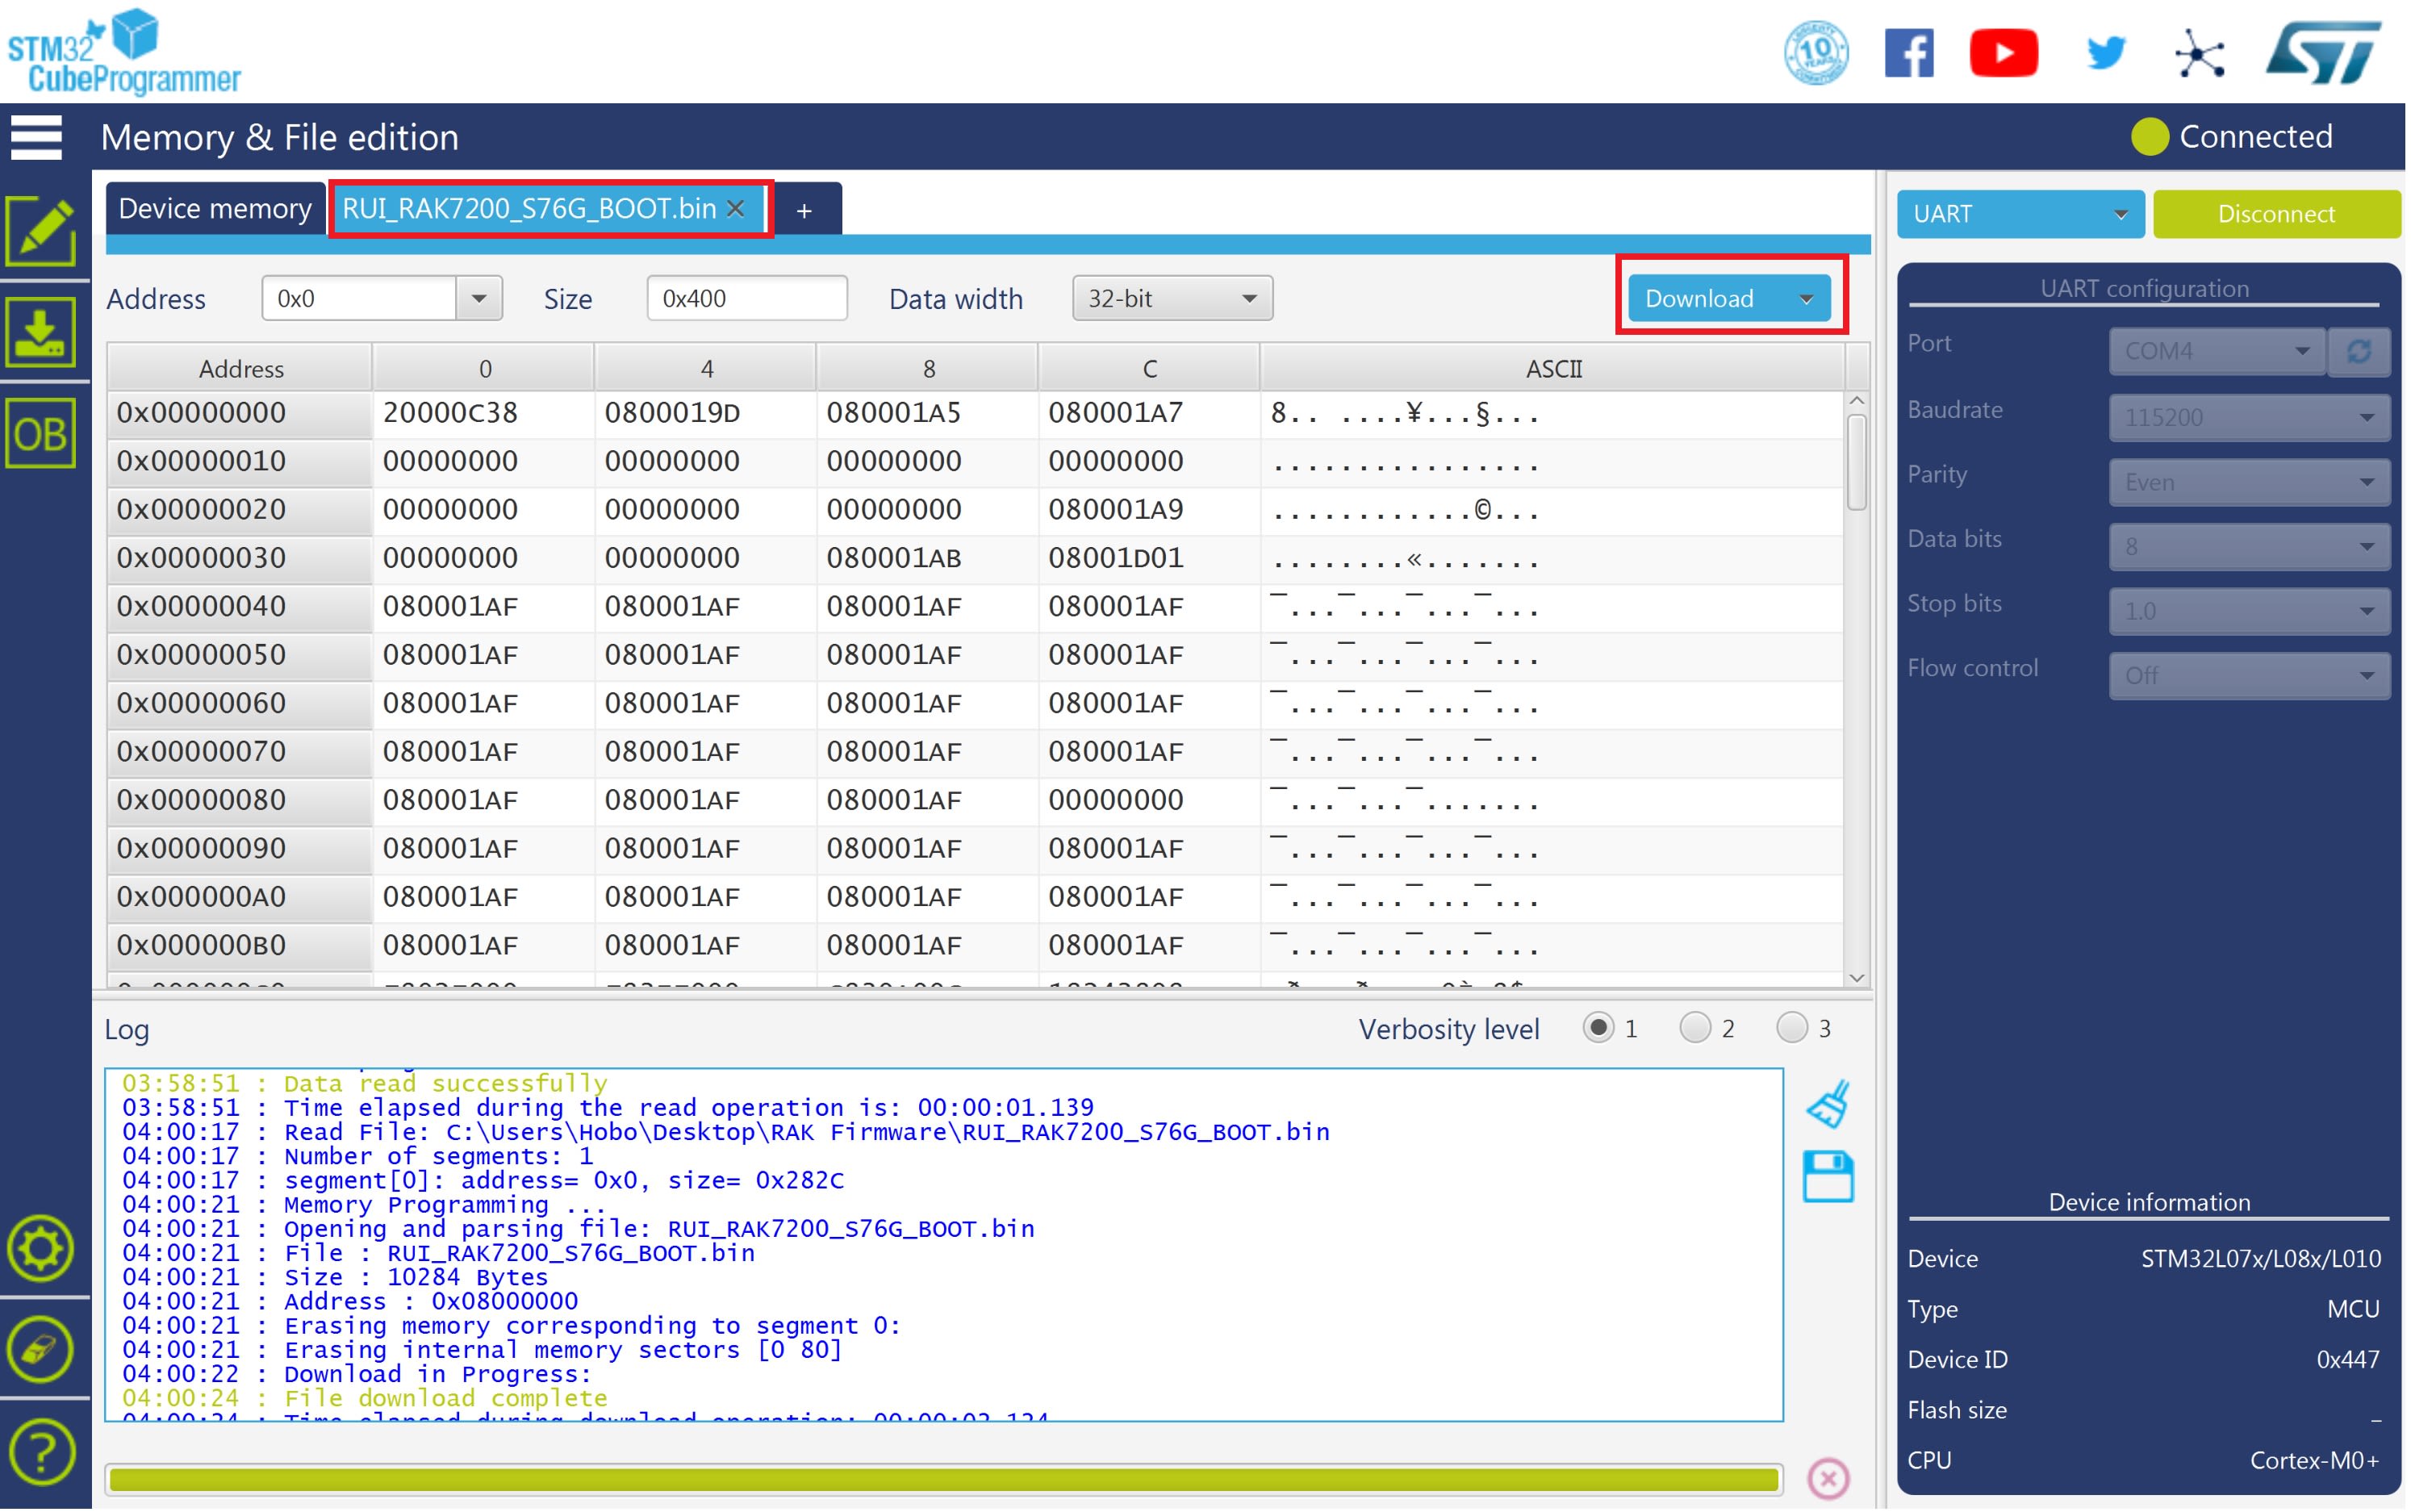 STM32
CubeProgrammer
10
YEARS
Memory & File edition
Connected
Device memory
RUI_RAK7200_S76G_BOOT.bin
+
UART
Disconnect
Address 0x0 Size 0x400 Data width 32-bit Download
Address 0 4 8 C ASCII
0x00000000 20000C38 0800019D 080001A5 080001A7 8.. ....¥...§...
0x00000010 00000000 00000000 00000000 00000000 ................
0x00000020 00000000 00000000 00000000 080001A9 ............©...
0x00000030 00000000 00000000 080001AB 08001D01 ........«.......
0x00000040 080001AF 080001AF 080001AF 080001AF ¯...¯...¯...¯...
0x00000050 080001AF 080001AF 080001AF 080001AF ¯...¯...¯...¯...
0x00000060 080001AF 080001AF 080001AF 080001AF ¯...¯...¯...¯...
0x00000070 080001AF 080001AF 080001AF 080001AF ¯...¯...¯...¯...
0x00000080 080001AF 080001AF 080001AF 00000000 ¯...¯...¯.......
0x00000090 080001AF 080001AF 080001AF 080001AF ¯...¯...¯...¯...
0x000000A0 080001AF 080001AF 080001AF 080001AF ¯...¯...¯...¯...
0x000000B0 080001AF 080001AF 080001AF 080001AF ¯...¯...¯...¯...
Log
Verbosity level 1 2 3
03:58:51 : Data read successfully
03:58:51 : Time elapsed during the read operation is: 00:00:01.139
04:00:17 : Read File: C:\Users\Hobo\Desktop\RAK Firmware\RUI_RAK7200_S76G_BOOT.bin
04:00:17 : Number of segments: 1
04:00:17 : segment[0]: address= 0x0, size= 0x282C
04:00:21 : Memory Programming ...
04:00:21 : Opening and parsing file: RUI_RAK7200_S76G_BOOT.bin
04:00:21 : File : RUI_RAK7200_S76G_BOOT.bin
04:00:21 : Size : 10284 Bytes
04:00:21 : Address : 0x08000000
04:00:21 : Erasing memory corresponding to segment 0:
04:00:21 : Erasing internal memory sectors [0 80]
04:00:22 : Download in Progress:
04:00:24 : File download complete
04:00:24 : Time elapsed during download operation:
UART configuration
Port COM4
Baudrate 115200
Parity Even
Data bits 8
Stop bits 1.0
Flow control Off
Device information
Device STM32L07x/L08x/L010
Type MCU
Device ID 0x447
Flash size _
CPU Cortex-M0+
OB
ST